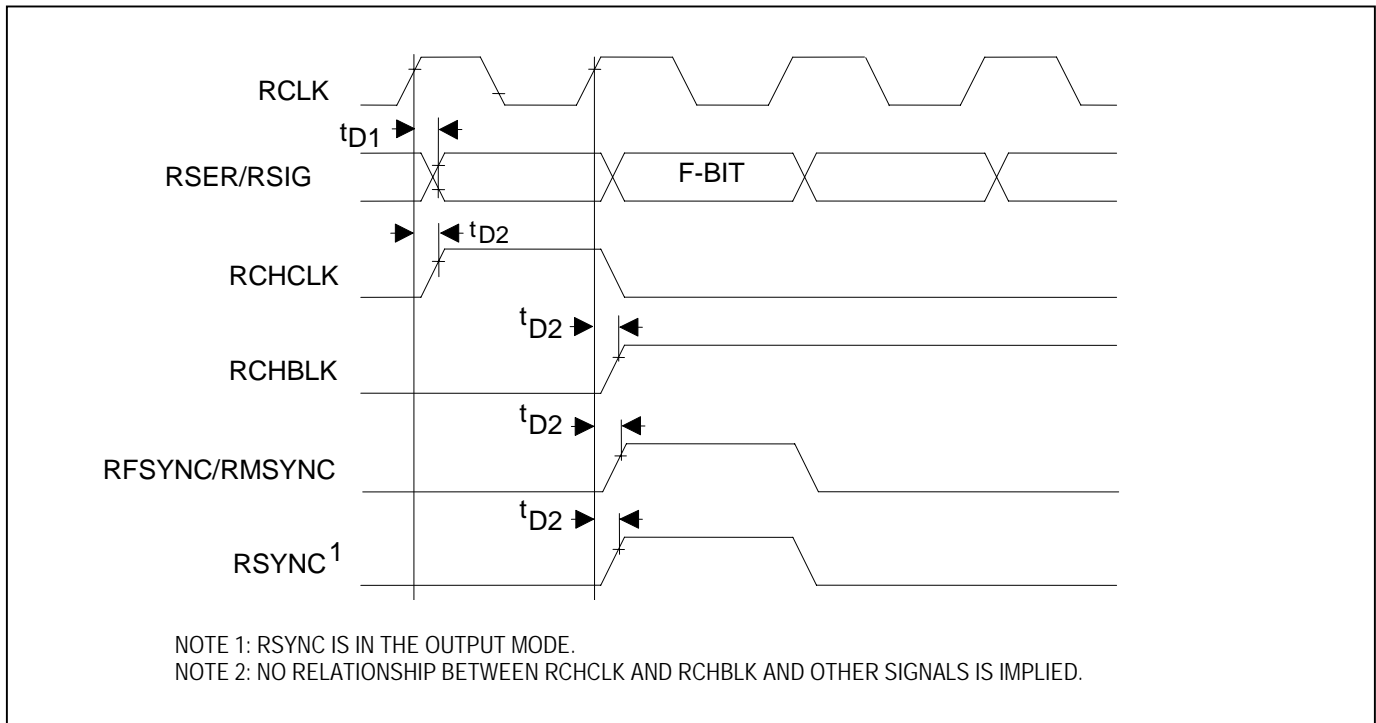 RCLK
tD1
RSER/RSIG
F-BIT
tD2
RCHCLK
tD2
RCHBLK
tD2
RFSYNC/RMSYNC
tD2
RSYNC1
NOTE 1: RSYNC IS IN THE OUTPUT MODE.
NOTE 2: NO RELATIONSHIP BETWEEN RCHCLK AND RCHBLK AND OTHER SIGNALS IS IMPLIED.